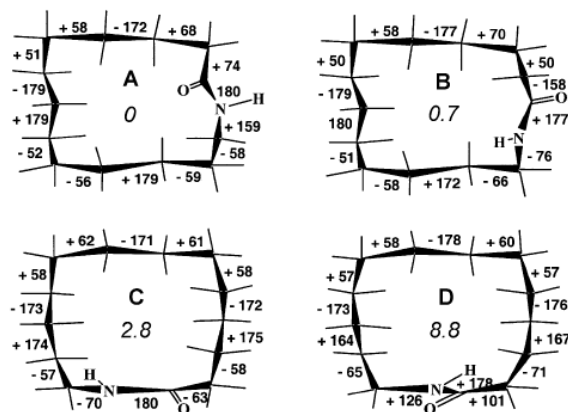 + 58 - 172 + 68
+ 51 A + 74
O 180 H
- 179 0 N
+ 179 + 159
- 52 - 58
- 56 + 179 - 59
+ 58 - 177 + 70
+ 50 B + 50
- 158
- 179 0.7 O
+ 177
180 H N
- 51 - 76
- 58 + 172 - 66
+ 62 - 171 + 61
+ 58 C + 58
- 173 2.8 - 172
+ 174 + 175
H
- 57 N - 58
- 70 180 O - 63
+ 58 - 178 + 60
+ 57 D + 57
- 173 8.8 - 176
+ 164 + 167
H
- 65 N + 178 - 71
+ 126 O + 101